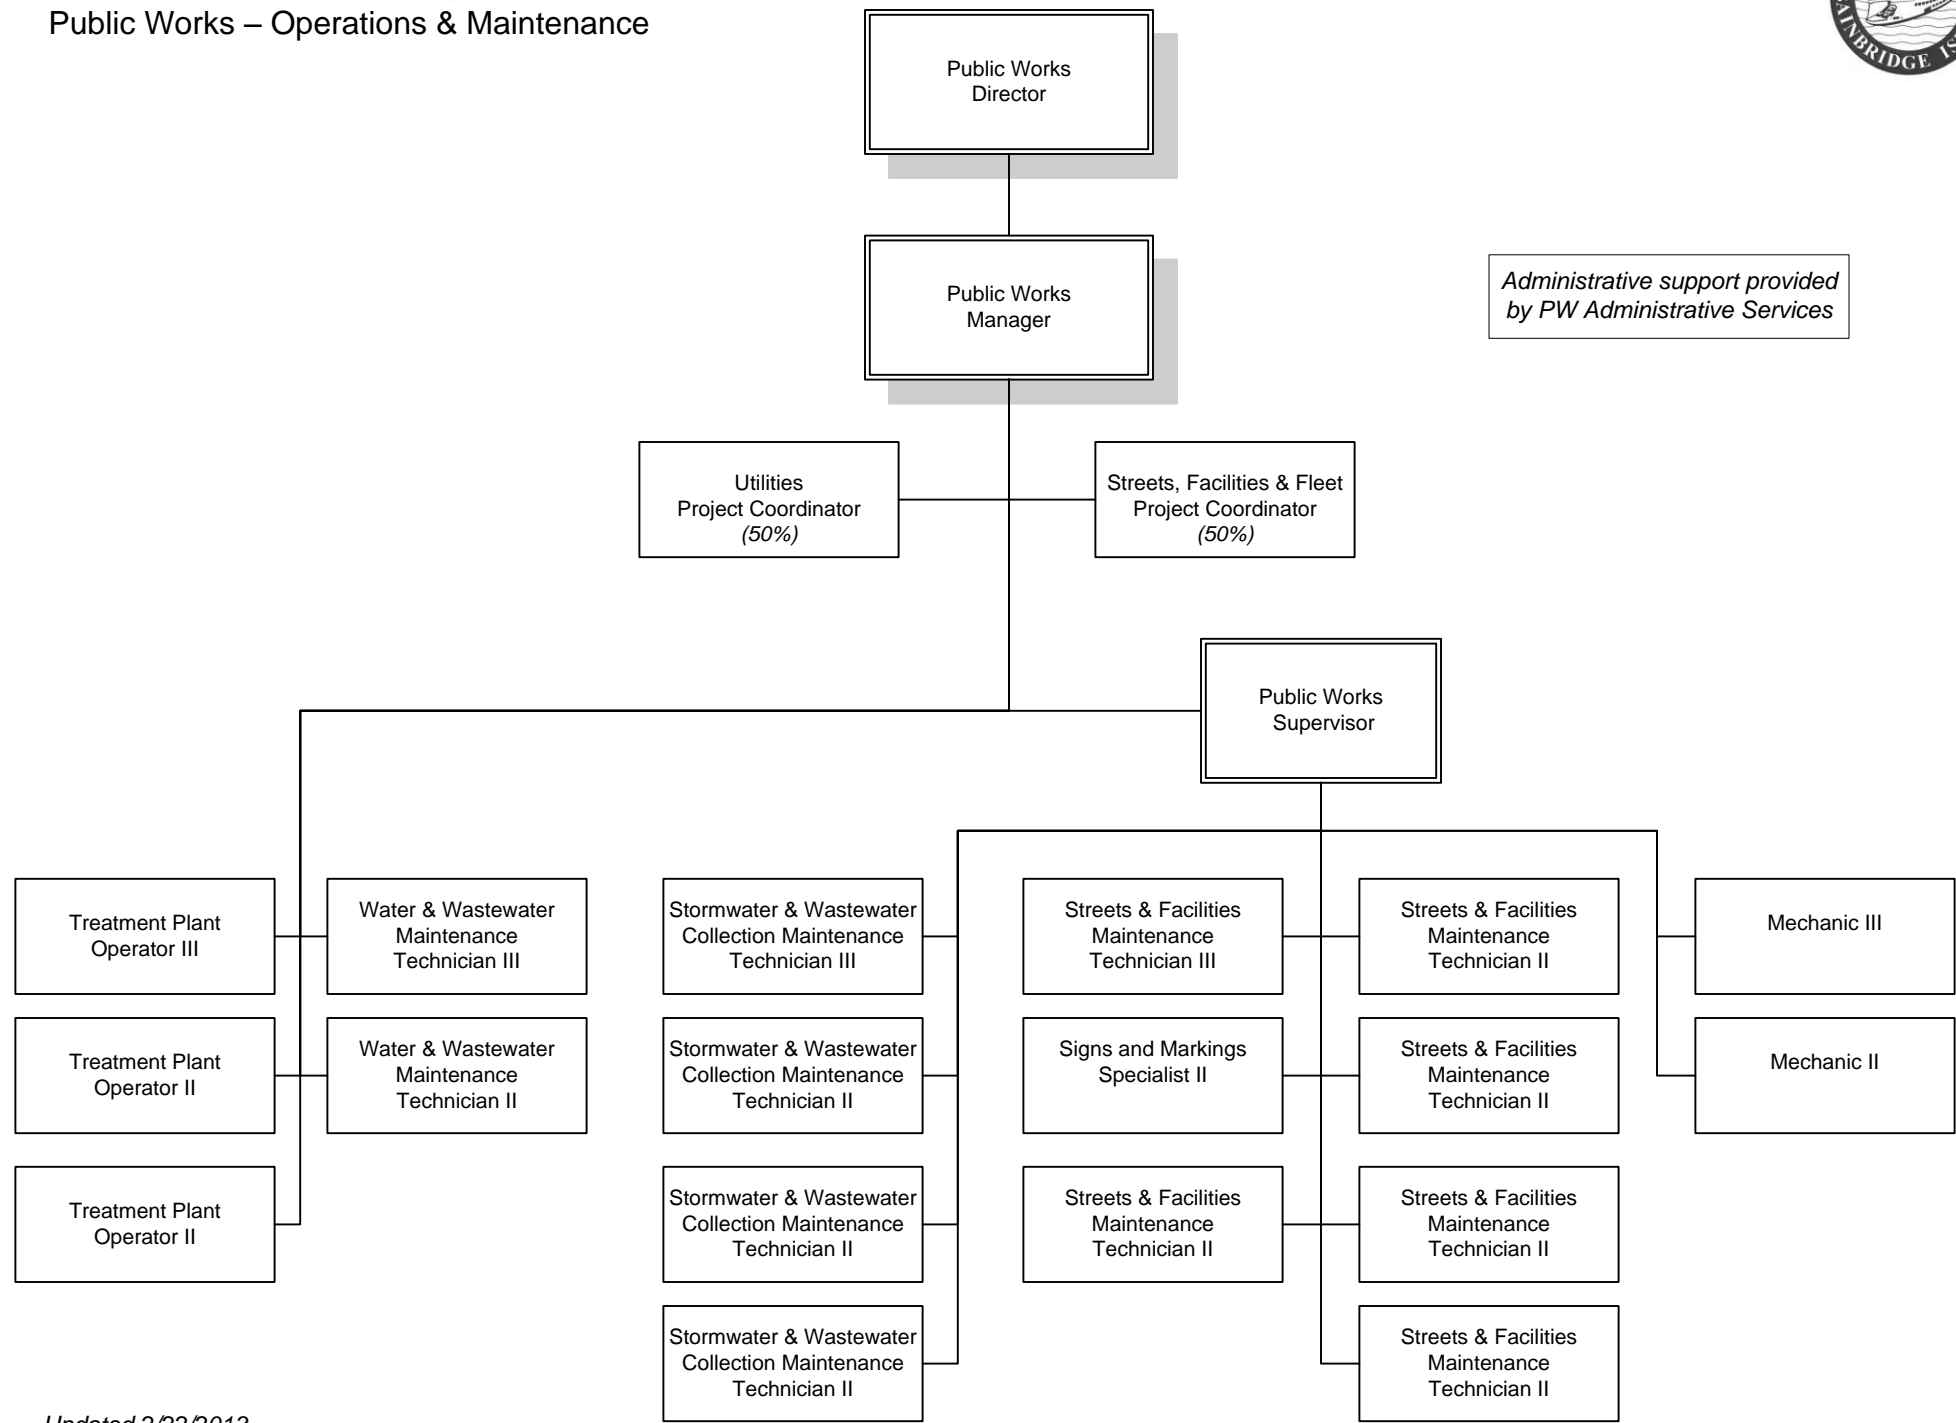 Public Works – Operations & Maintenance
Public Works
Director
Public Works
Manager
Administrative support provided
by PW Administrative Services
Utilities
Project Coordinator
(50%)
Streets, Facilities & Fleet
Project Coordinator
(50%)
Public Works
Supervisor
Treatment Plant
Operator III
Water & Wastewater
Maintenance
Technician III
Stormwater & Wastewater
Collection Maintenance
Technician III
Streets & Facilities
Maintenance
Technician III
Streets & Facilities
Maintenance
Technician II
Mechanic III
Treatment Plant
Operator II
Water & Wastewater
Maintenance
Technician II
Stormwater & Wastewater
Collection Maintenance
Technician II
Signs and Markings
Specialist II
Streets & Facilities
Maintenance
Technician II
Mechanic II
Treatment Plant
Operator II
Stormwater & Wastewater
Collection Maintenance
Technician II
Streets & Facilities
Maintenance
Technician II
Streets & Facilities
Maintenance
Technician II
Stormwater & Wastewater
Collection Maintenance
Technician II
Streets & Facilities
Maintenance
Technician II
Updated